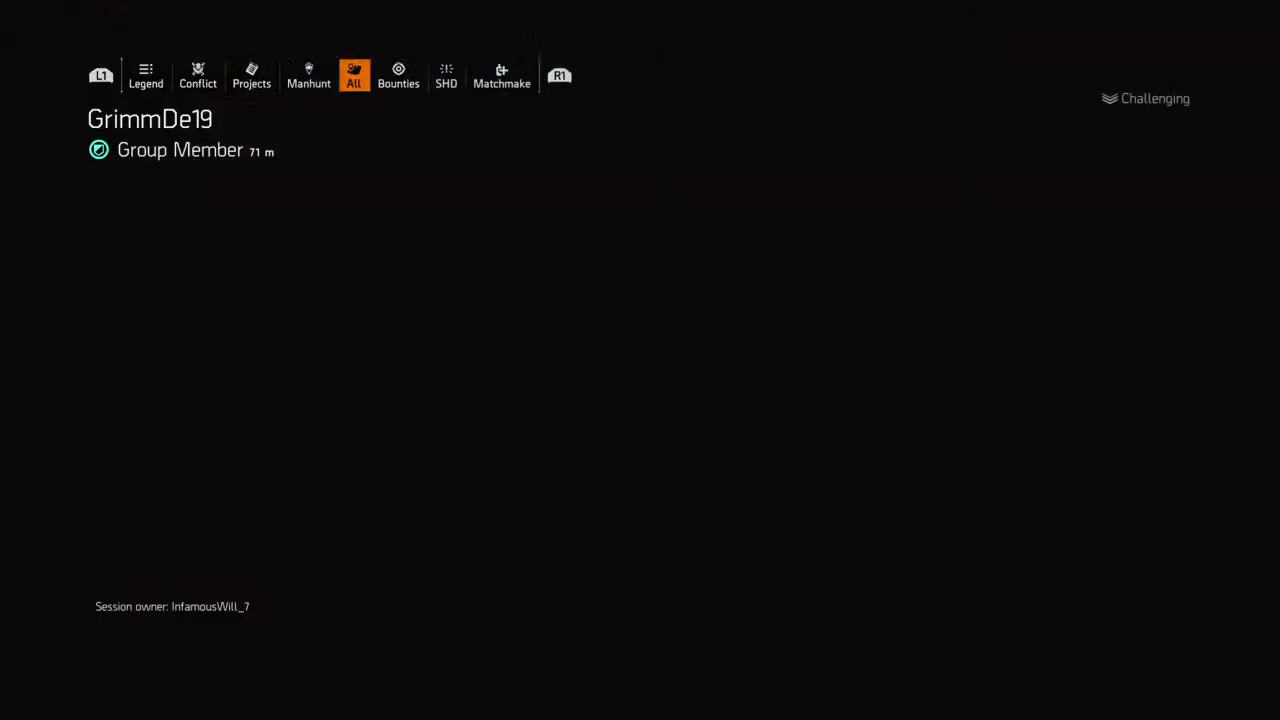 L1 Legend Conflict Projects Manhunt All Bounties SHD Matchmake R1
Challenging
GrimmDe19
Group Member 71 m
Session owner: InfamousWill_7